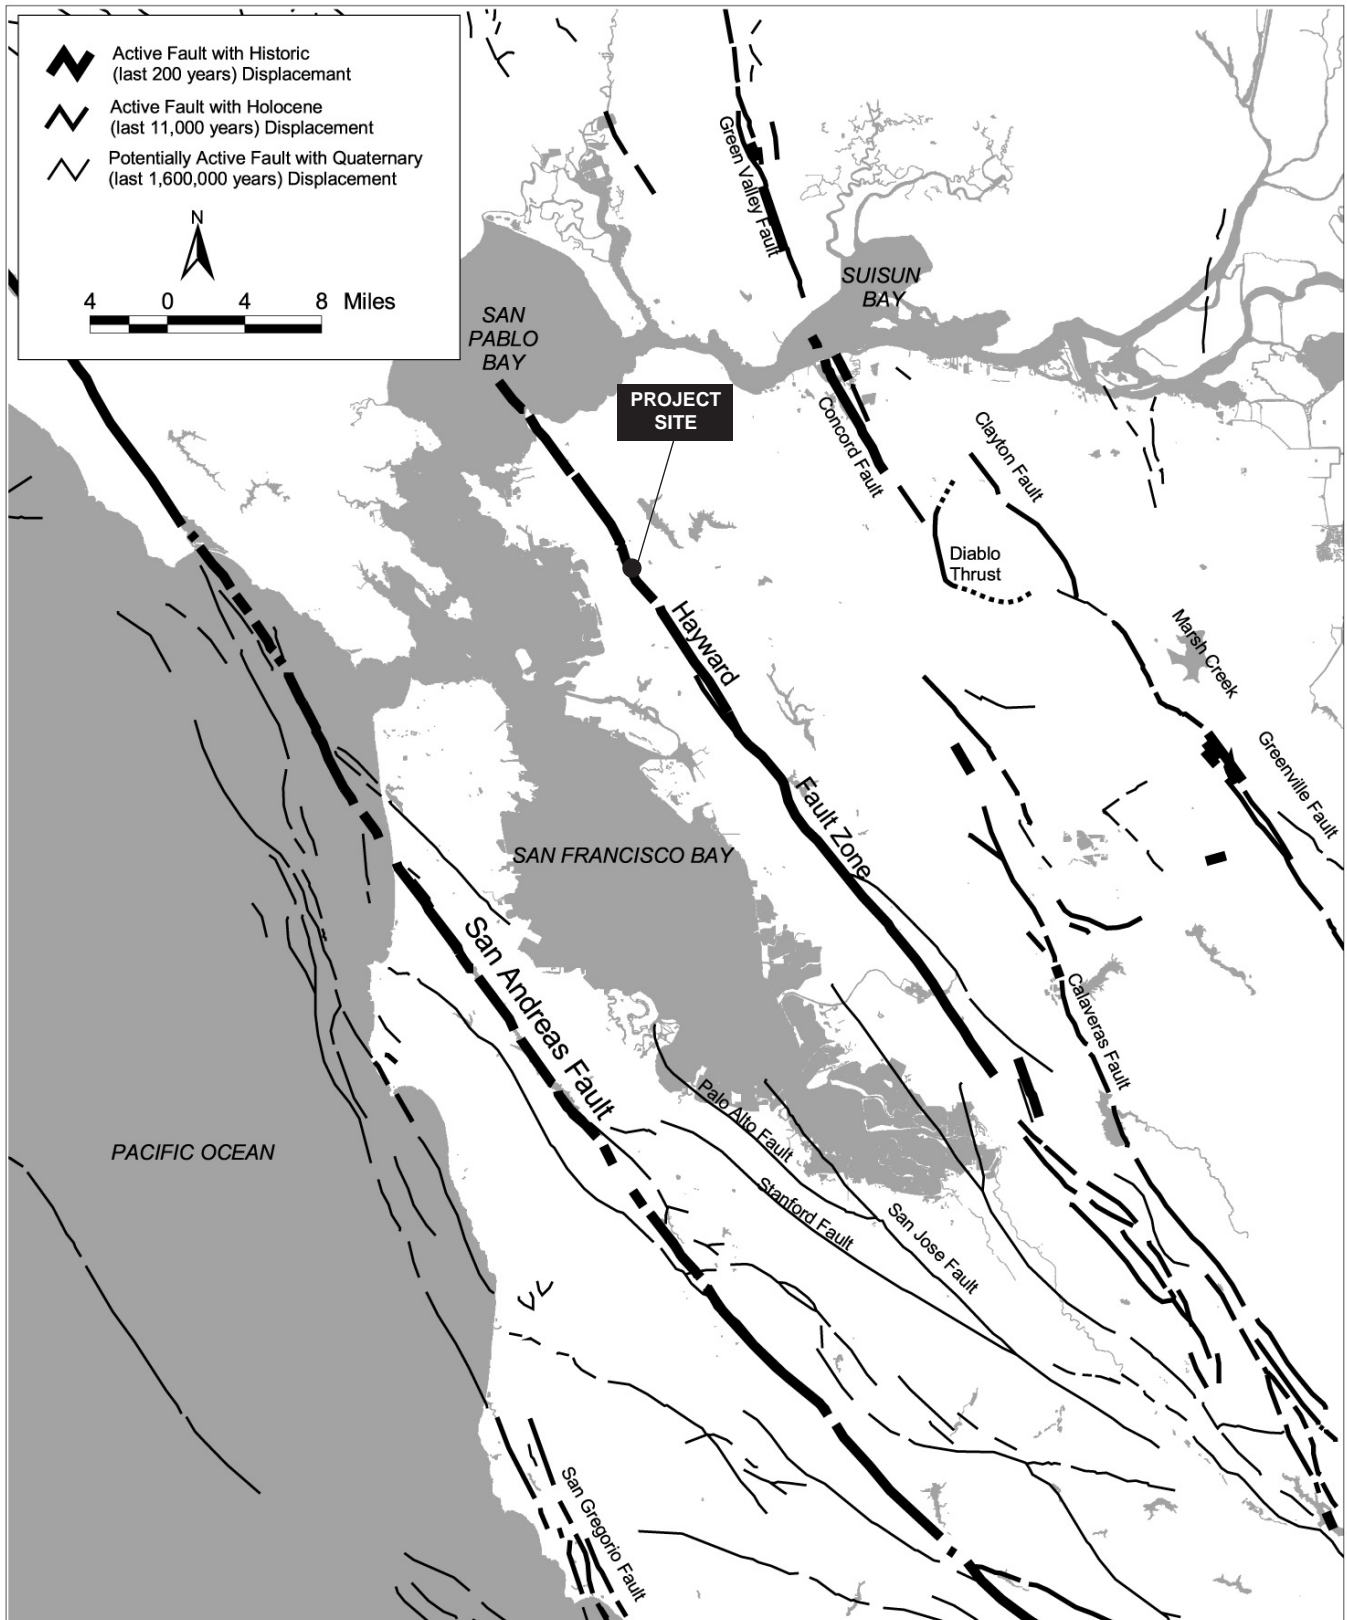 Active Fault with Historic
(last 200 years) Displacemant
Active Fault with Holocene
(last 11,000 years) Displacement
Potentially Active Fault with Quaternary
(last 1,600,000 years) Displacement
N
4 0 4 8 Miles
Green Valley Fault
SUISUN
BAY
SAN
PABLO
BAY
PROJECT
SITE
Concord Fault
Clayton Fault
Diablo
Thrust
Hayward
Fault Zone
Marsh Creek
Greenville Fault
SAN FRANCISCO BAY
San Andreas Fault
Calaveras Fault
Palo Alto Fault
PACIFIC OCEAN
Stanford Fault
San Jose Fault
San Gregorio Fault